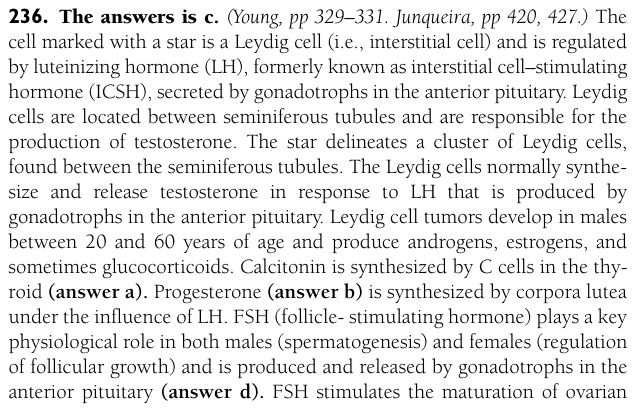 236. The answers is c. (Young, pp 329–331. Junqueira, pp 420, 427.) The
cell marked with a star is a Leydig cell (i.e., interstitial cell) and is regulated
by luteinizing hormone (LH), formerly known as interstitial cell–stimulating
hormone (ICSH), secreted by gonadotrophs in the anterior pituitary. Leydig
cells are located between seminiferous tubules and are responsible for the
production of testosterone. The star delineates a cluster of Leydig cells,
found between the seminiferous tubules. The Leydig cells normally synthe-
size and release testosterone in response to LH that is produced by
gonadotrophs in the anterior pituitary. Leydig cell tumors develop in males
between 20 and 60 years of age and produce androgens, estrogens, and
sometimes glucocorticoids. Calcitonin is synthesized by C cells in the thy-
roid (answer a). Progesterone (answer b) is synthesized by corpora lutea
under the influence of LH. FSH (follicle- stimulating hormone) plays a key
physiological role in both males (spermatogenesis) and females (regulation
of follicular growth) and is produced and released by gonadotrophs in the
anterior pituitary (answer d). FSH stimulates the maturation of ovarian